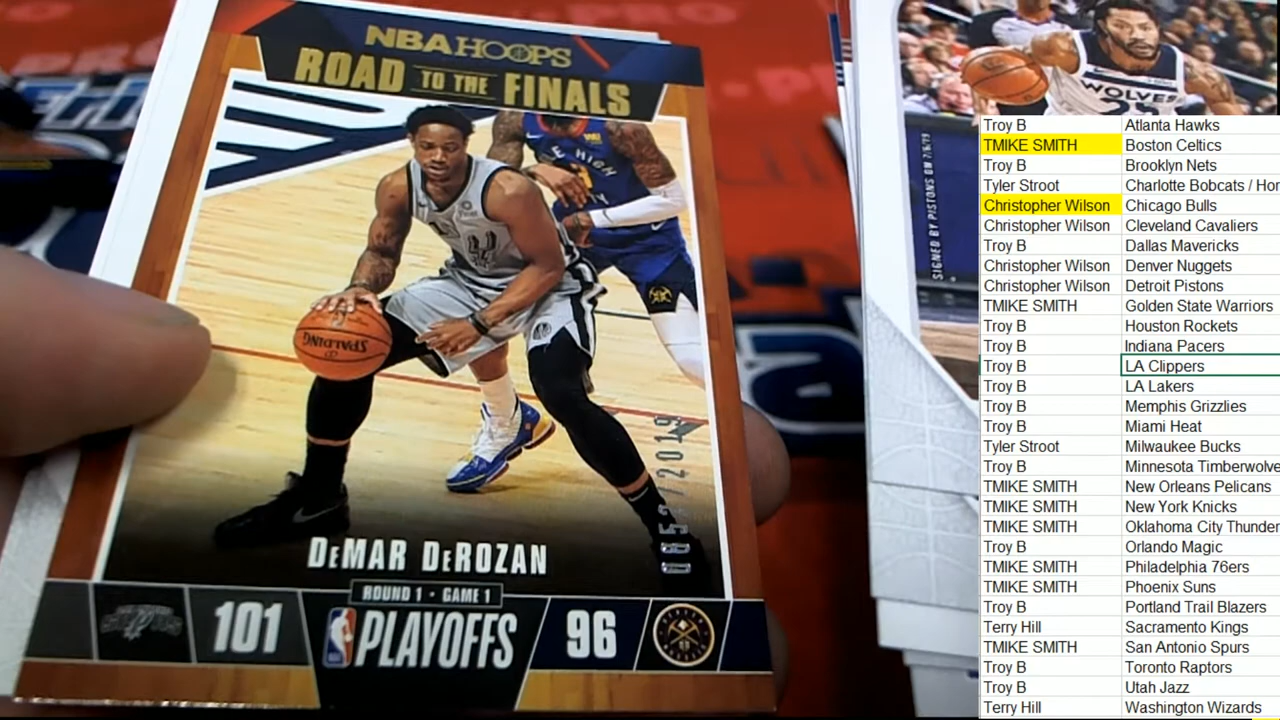 NBA HOOPS
ROAD TO THE FINALS
SPALDING
0852/2019
DEMAR DEROZAN
ROUND 1 • GAME 1
101 PLAYOFFS 96
WOLVES
25
SIGNED BY PISTONS ON 7/6/19
Troy B Atlanta Hawks
TMIKE SMITH Boston Celtics
Troy B Brooklyn Nets
Tyler Stroot Charlotte Bobcats / Hor
Christopher Wilson Chicago Bulls
Christopher Wilson Cleveland Cavaliers
Troy B Dallas Mavericks
Christopher Wilson Denver Nuggets
Christopher Wilson Detroit Pistons
TMIKE SMITH Golden State Warriors
Troy B Houston Rockets
Troy B Indiana Pacers
Troy B LA Clippers
Troy B LA Lakers
Troy B Memphis Grizzlies
Troy B Miami Heat
Tyler Stroot Milwaukee Bucks
Troy B Minnesota Timberwolve
TMIKE SMITH New Orleans Pelicans
TMIKE SMITH New York Knicks
TMIKE SMITH Oklahoma City Thunder
Troy B Orlando Magic
TMIKE SMITH Philadelphia 76ers
TMIKE SMITH Phoenix Suns
Troy B Portland Trail Blazers
Terry Hill Sacramento Kings
TMIKE SMITH San Antonio Spurs
Troy B Toronto Raptors
Troy B Utah Jazz
Terry Hill Washington Wizards